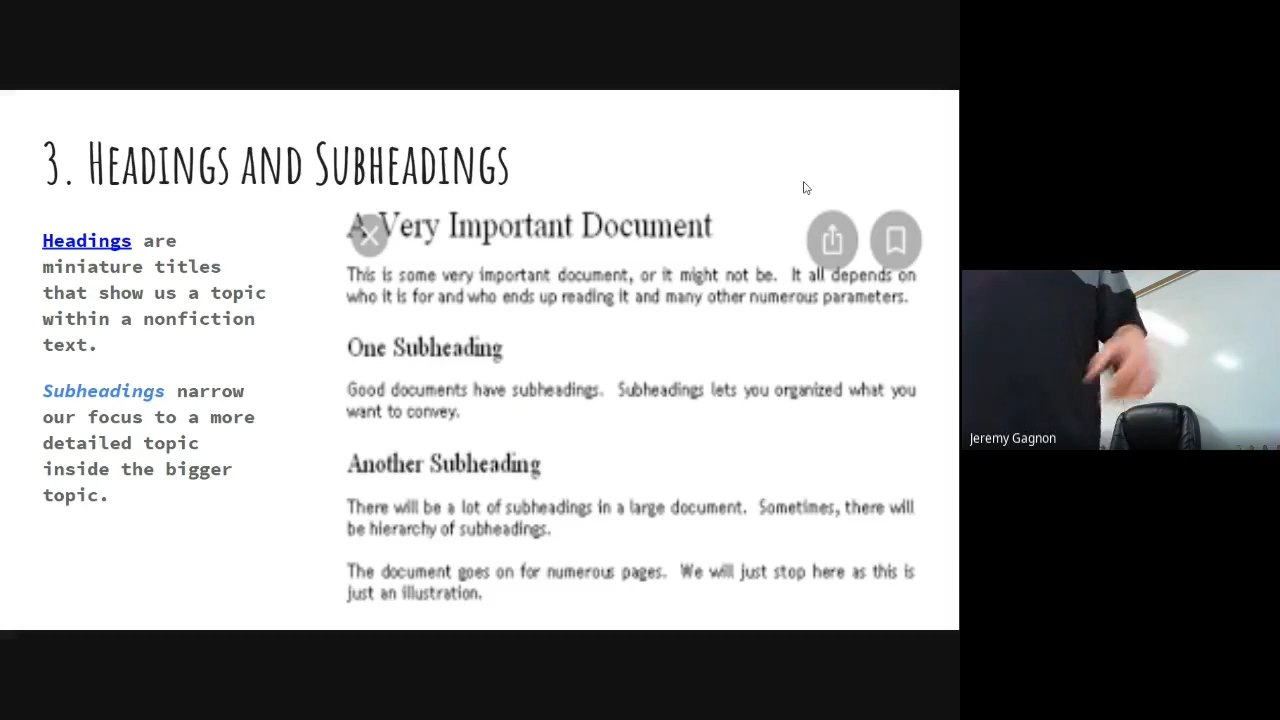 3. Headings and Subheadings
Headings are
miniature titles
that show us a topic
within a nonfiction
text.
Subheadings narrow
our focus to a more
detailed topic
inside the bigger
topic.
A Very Important Document
This is some very important document, or it might not be. It all depends on
who it is for and who ends up reading it and many other numerous parameters.
One Subheading
Good documents have subheadings. Subheadings lets you organized what you
want to convey.
Another Subheading
There will be a lot of subheadings in a large document. Sometimes, there will
be hierarchy of subheadings.
The document goes on for numerous pages. We will just stop here as this is
just an illustration.
Jeremy Gagnon